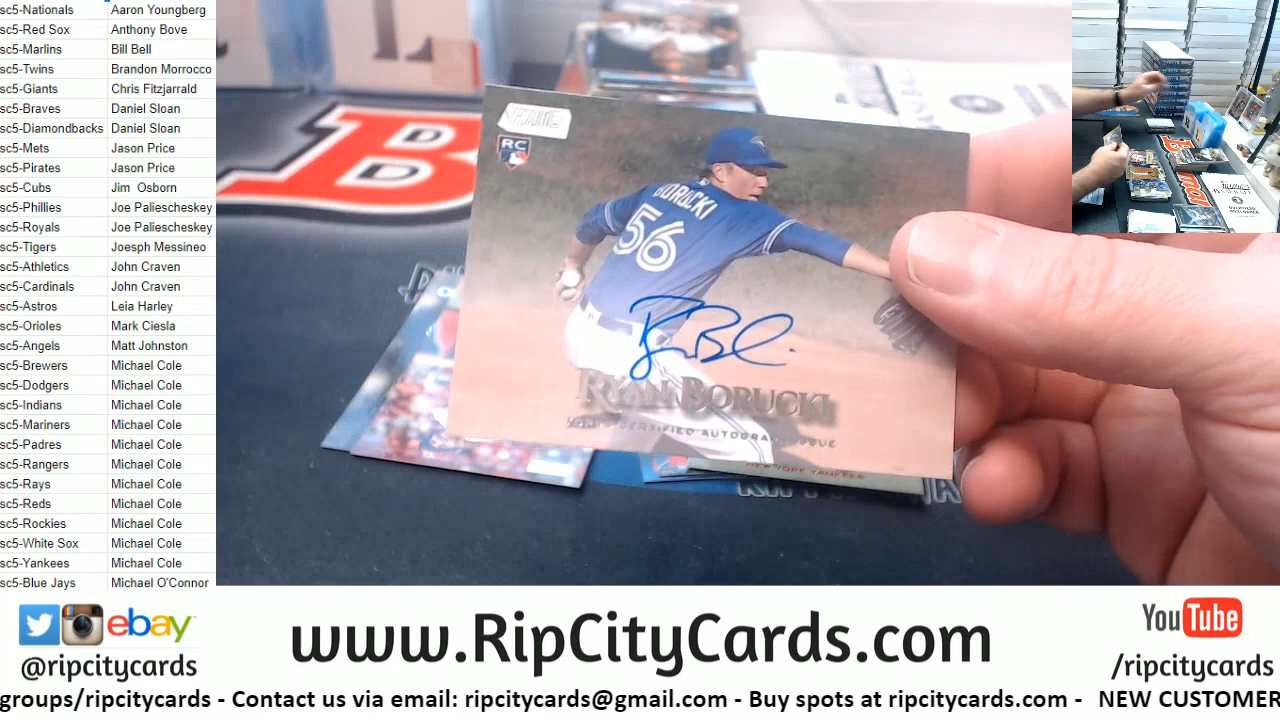 sc5-Nationals Aaron Youngberg
sc5-Red Sox Anthony Bove
sc5-Marlins Bill Bell
sc5-Twins Brandon Morrocco
sc5-Giants Chris Fitzjarrald
sc5-Braves Daniel Sloan
sc5-Diamondbacks Daniel Sloan
sc5-Mets Jason Price
sc5-Pirates Jason Price
sc5-Cubs Jim Osborn
sc5-Phillies Joe Paliescheskey
sc5-Royals Joe Paliescheskey
sc5-Tigers Joesph Messineo
sc5-Athletics John Craven
sc5-Cardinals John Craven
sc5-Astros Leia Harley
sc5-Orioles Mark Ciesla
sc5-Angels Matt Johnston
sc5-Brewers Michael Cole
sc5-Dodgers Michael Cole
sc5-Indians Michael Cole
sc5-Mariners Michael Cole
sc5-Padres Michael Cole
sc5-Rangers Michael Cole
sc5-Rays Michael Cole
sc5-Reds Michael Cole
sc5-Rockies Michael Cole
sc5-White Sox Michael Cole
sc5-Yankees Michael Cole
sc5-Blue Jays Michael O'Connor
B
RC
BORUCKI
56
RYAN BORUCKI
CERTIFIED AUTOGRAPH ISSUE
NEW YORK YANKEES
ebay
@ripcitycards
www.RipCityCards.com
YouTube
/ripcitycards
groups/ripcitycards - Contact us via email: ripcitycards@gmail.com - Buy spots at ripcitycards.com - NEW CUSTOMER